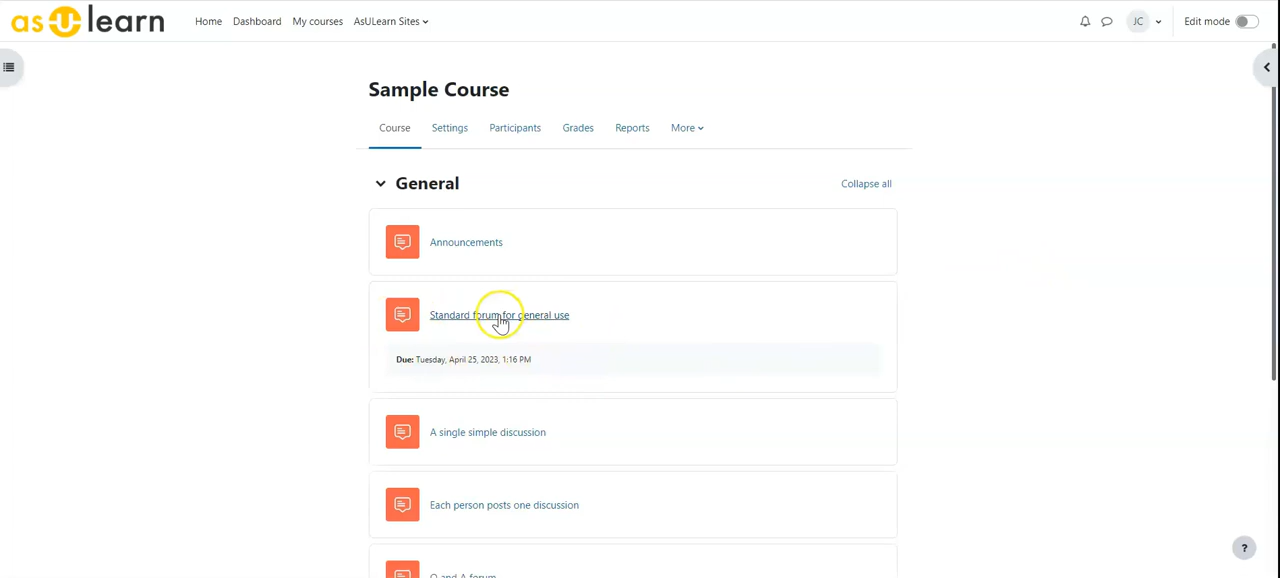 asULearn Home Dashboard My courses AsULearn Sites JC Edit mode
Sample Course
Course Settings Participants Grades Reports More
General Collapse all
Announcements
Standard forum for general use
Due: Tuesday, April 25, 2023, 1:16 PM
A single simple discussion
Each person posts one discussion
Q and A forum
?